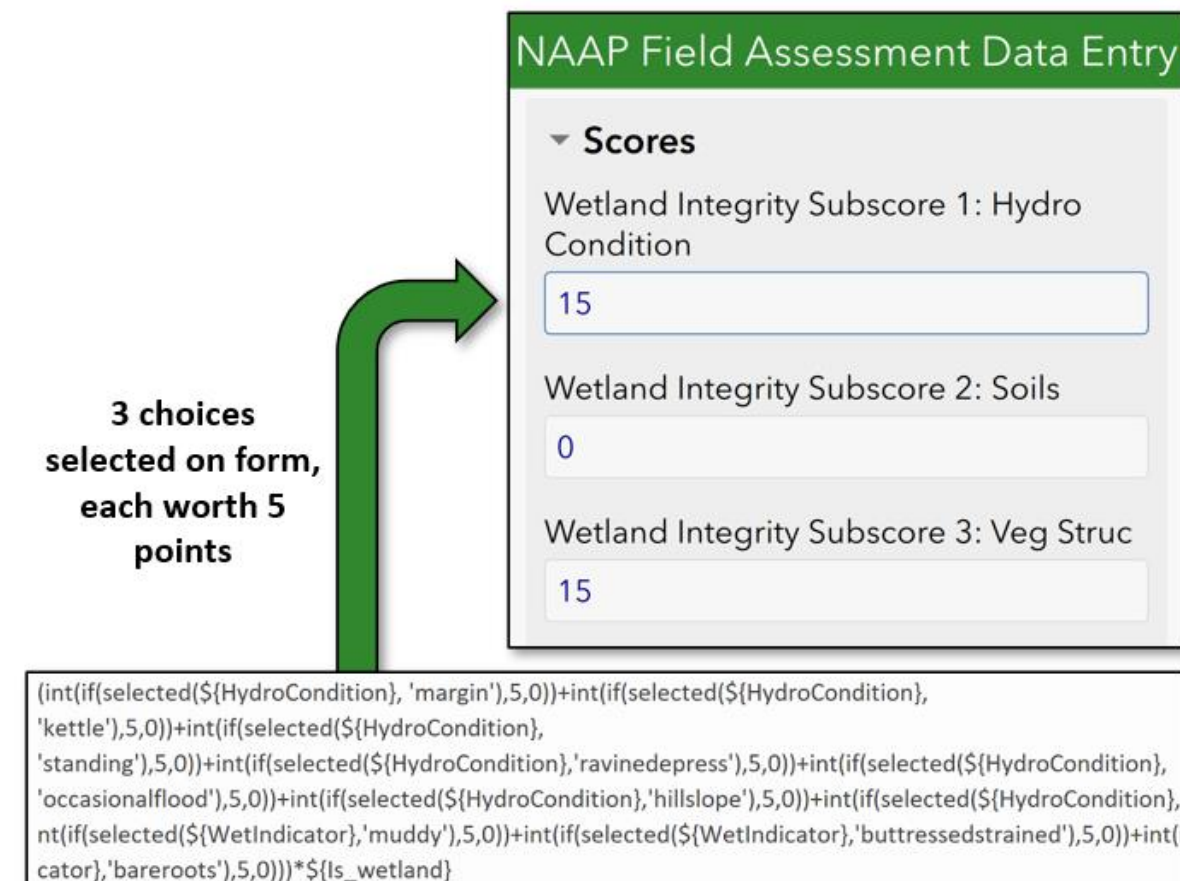 NAAP Field Assessment Data Entry
Scores
Wetland Integrity Subscore 1: Hydro
Condition
15
Wetland Integrity Subscore 2: Soils
0
Wetland Integrity Subscore 3: Veg Struc
15
3 choices
selected on form,
each worth 5
points
(int(if(selected(${HydroCondition}, 'margin'),5,0))+int(if(selected(${HydroCondition},
'kettle'),5,0))+int(if(selected(${HydroCondition},
'standing'),5,0))+int(if(selected(${HydroCondition},'ravinedepress'),5,0))+int(if(selected(${HydroCondition},
'occasionalflood'),5,0))+int(if(selected(${HydroCondition},'hillslope'),5,0))+int(if(selected(${HydroCondition},
nt(if(selected(${WetIndicator},'muddy'),5,0))+int(if(selected(${WetIndicator},'buttressedstrained'),5,0))+int(
cator},'bareroots'),5,0)))*${Is_wetland}